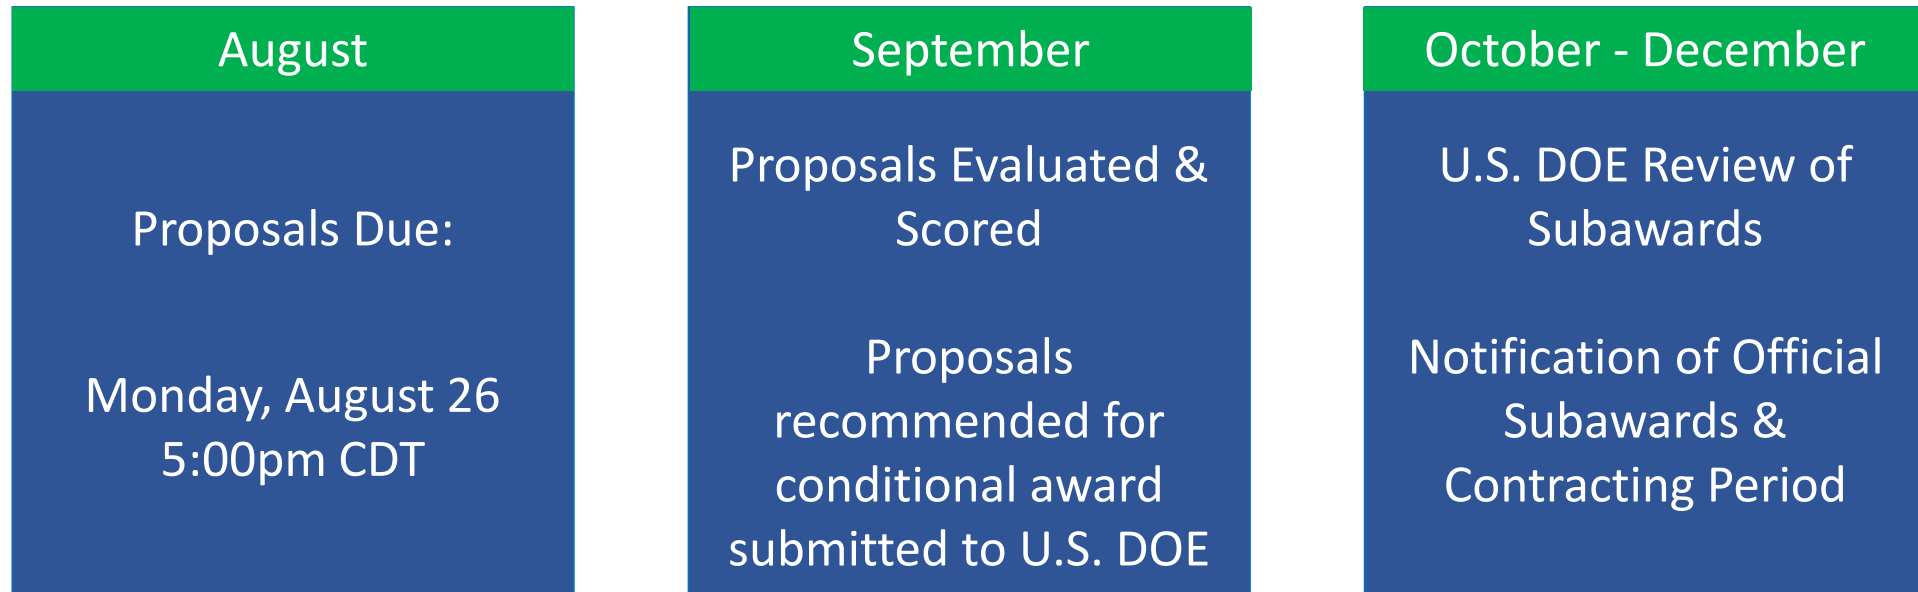 August
Proposals Due:
Monday, August 26
5:00pm CDT
September
Proposals Evaluated &
Scored
Proposals
recommended for
conditional award
submitted to U.S. DOE
October - December
U.S. DOE Review of
Subawards
Notification of Official
Subawards &
Contracting Period